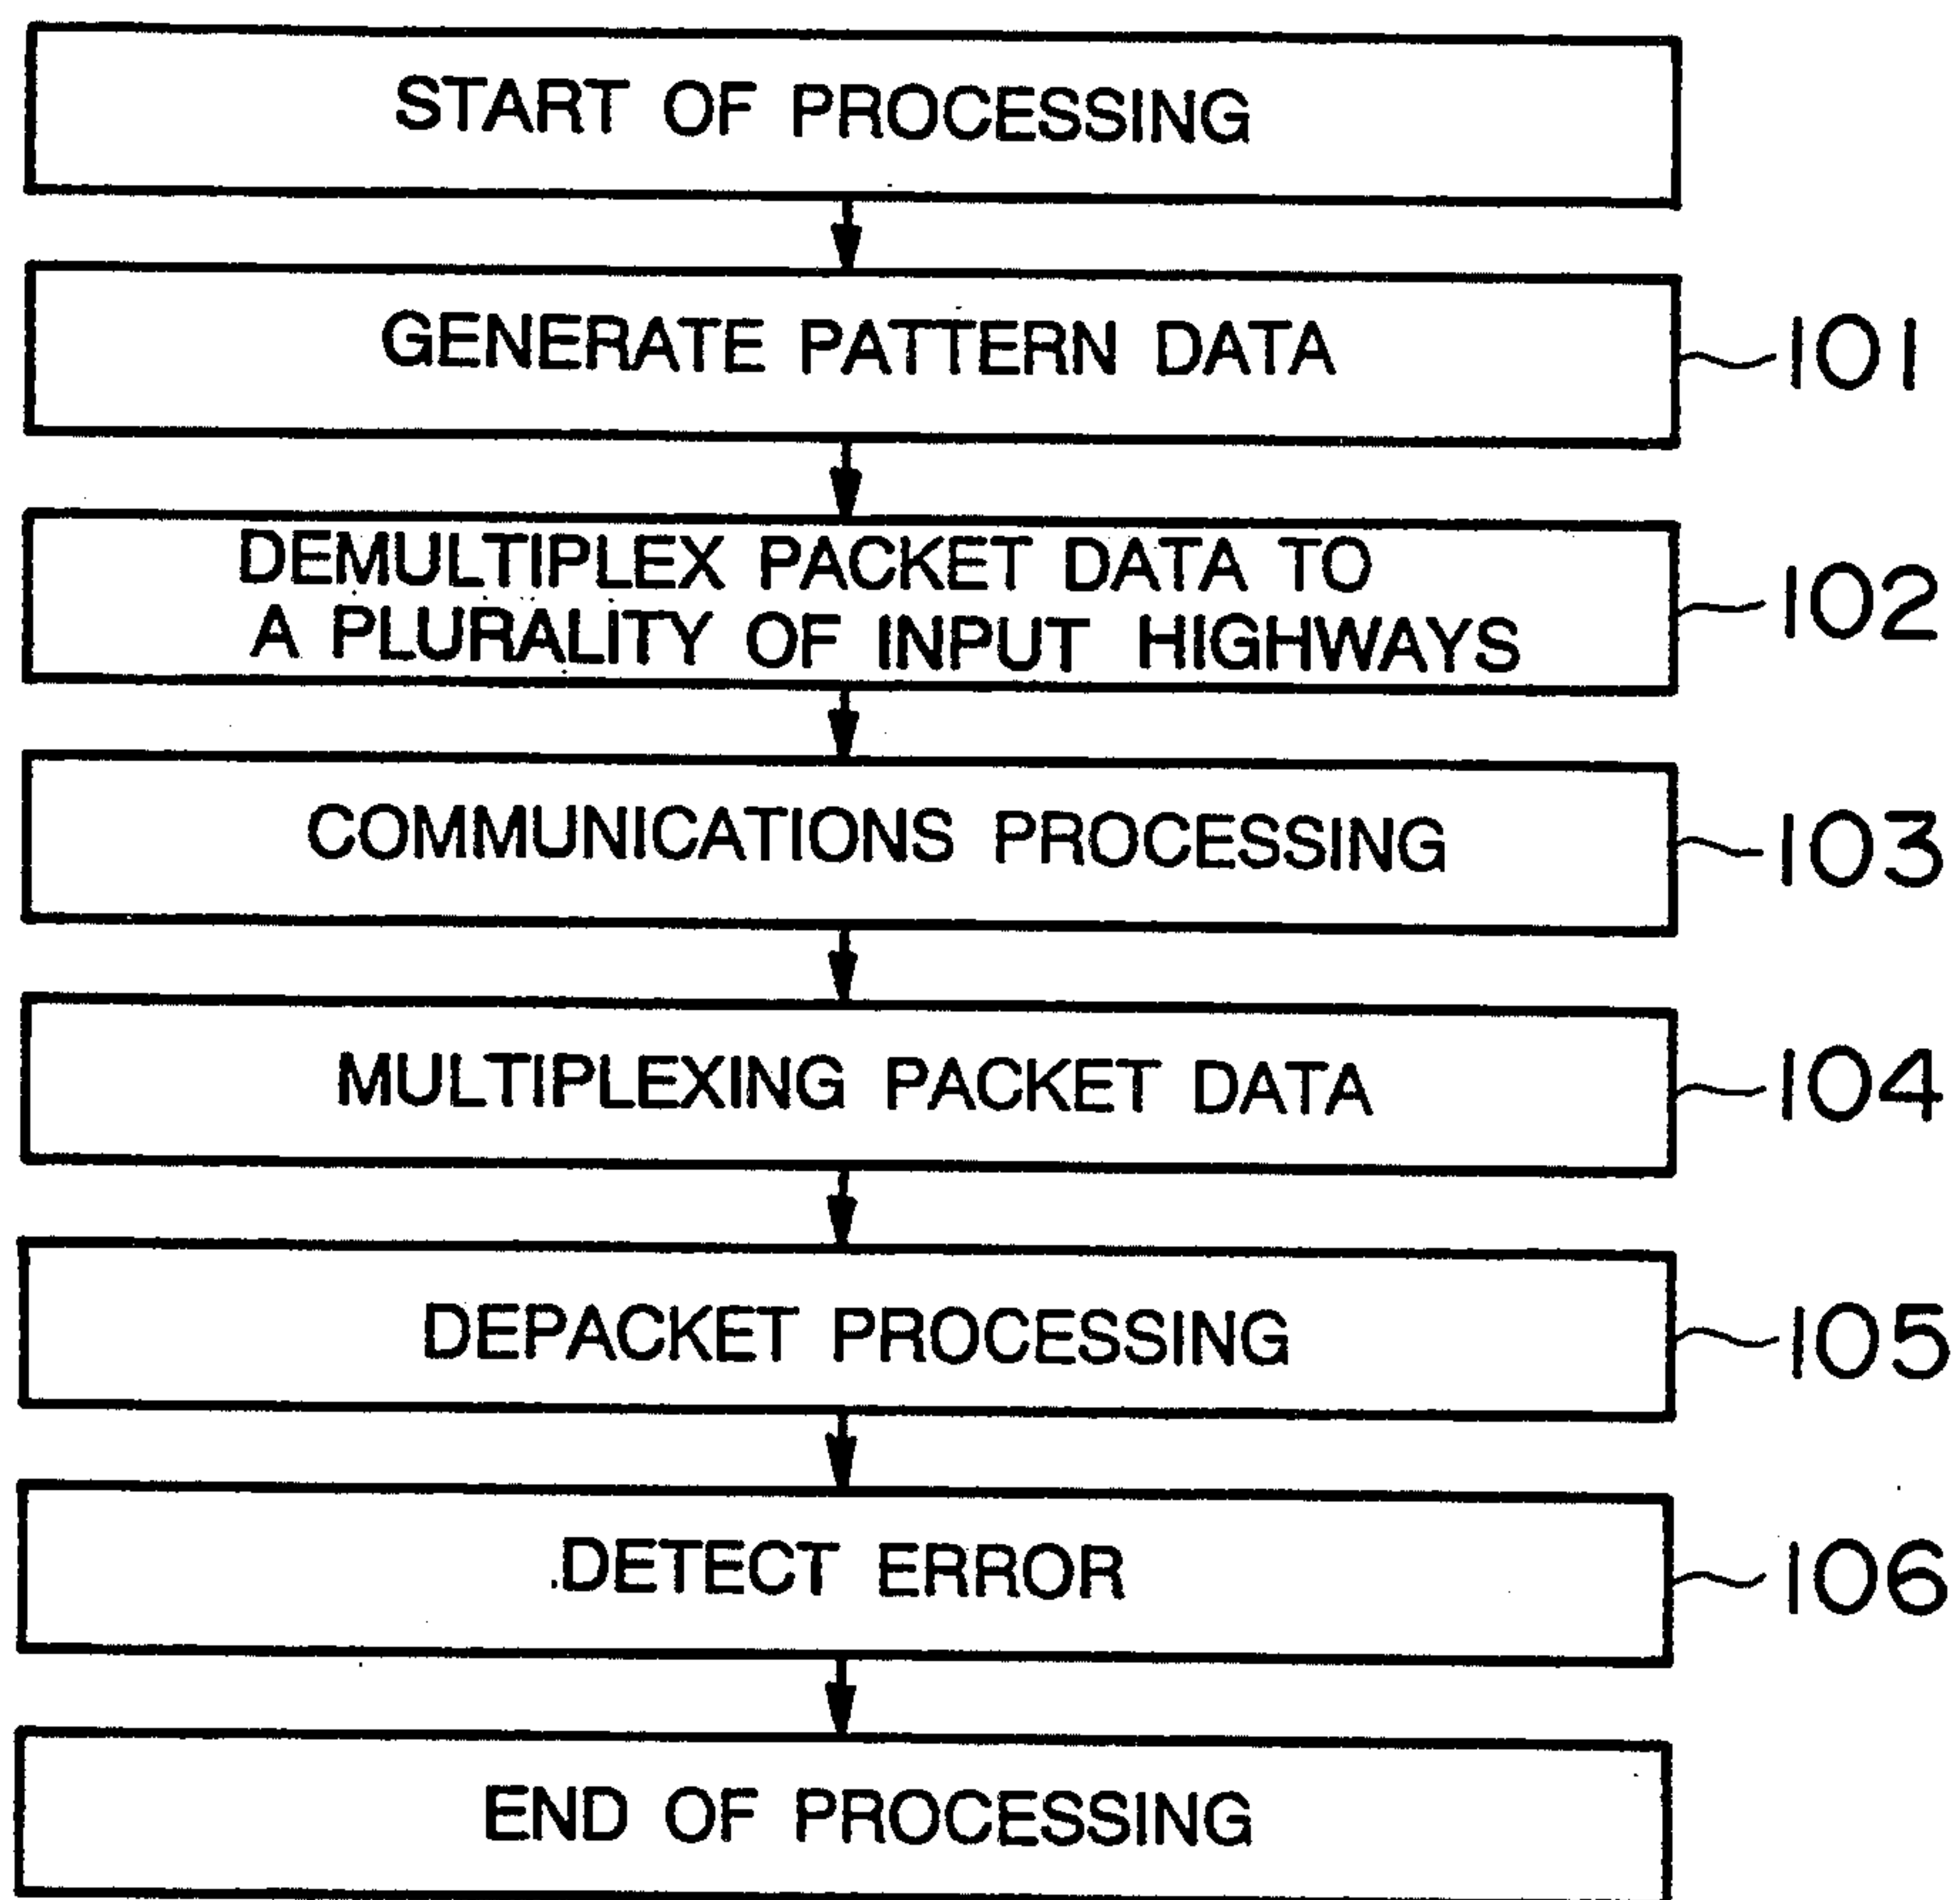 START OF PROCESSING
GENERATE PATTERN DATA
101
DEMULTIPLEX PACKET DATA TO
A PLURALITY OF INPUT HIGHWAYS
102
COMMUNICATIONS PROCESSING
103
MULTIPLEXING PACKET DATA
104
DEPACKET PROCESSING
105
DETECT ERROR
106
END OF PROCESSING